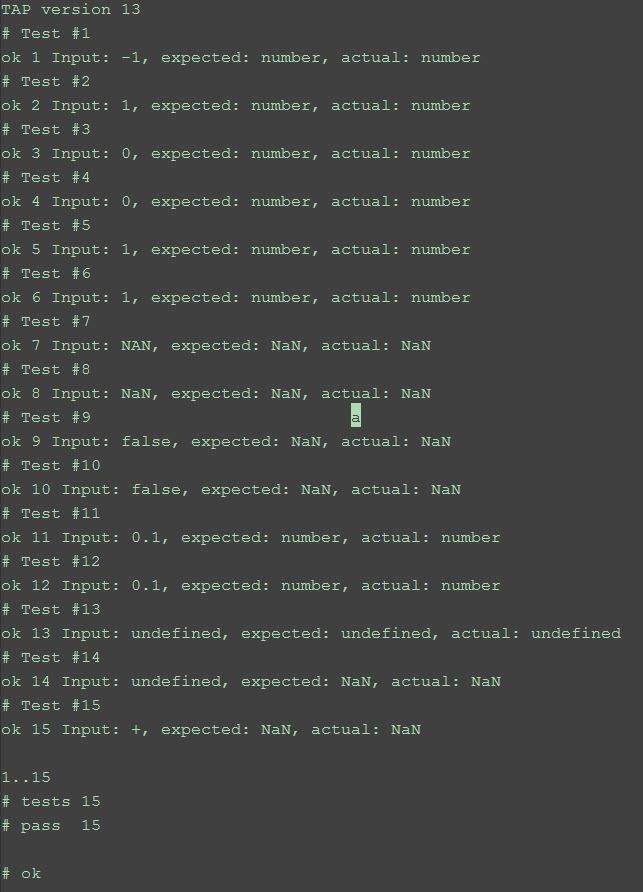 TAP version 13
# Test #1
ok 1 Input: -1, expected: number, actual: number
# Test #2
ok 2 Input: 1, expected: number, actual: number
# Test #3
ok 3 Input: 0, expected: number, actual: number
# Test #4
ok 4 Input: 0, expected: number, actual: number
# Test #5
ok 5 Input: 1, expected: number, actual: number
# Test #6
ok 6 Input: 1, expected: number, actual: number
# Test #7
ok 7 Input: NAN, expected: NaN, actual: NaN
# Test #8
ok 8 Input: NaN, expected: NaN, actual: NaN
# Test #9 a
ok 9 Input: false, expected: NaN, actual: NaN
# Test #10
ok 10 Input: false, expected: NaN, actual: NaN
# Test #11
ok 11 Input: 0.1, expected: number, actual: number
# Test #12
ok 12 Input: 0.1, expected: number, actual: number
# Test #13
ok 13 Input: undefined, expected: undefined, actual: undefined
# Test #14
ok 14 Input: undefined, expected: NaN, actual: NaN
# Test #15
ok 15 Input: +, expected: NaN, actual: NaN
1..15
# tests 15
# pass  15
# ok